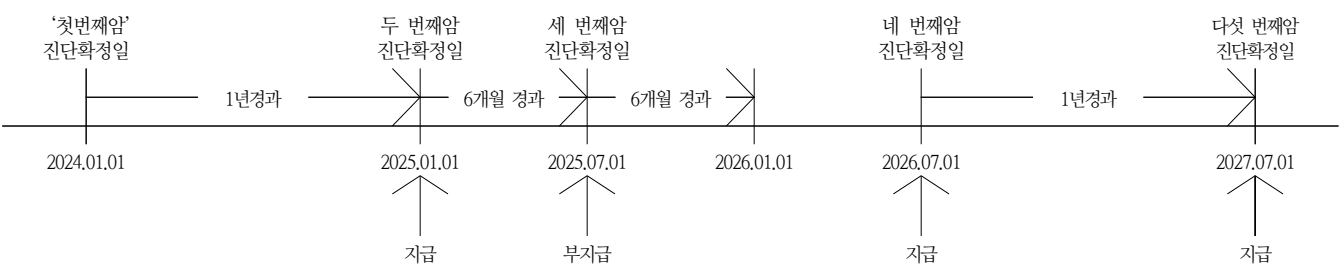 '첫번째암' 두 번째암 세 번째암 네 번째암 다섯 번째암
진단확정일 진단확정일 진단확정일 진단확정일 진단확정일
1년경과 6개월 경과 6개월 경과 1년경과
2024.01.01 2025.01.01 2025.07.01 2026.01.01 2026.07.01 2027.07.01
지급 부지급 지급 지급